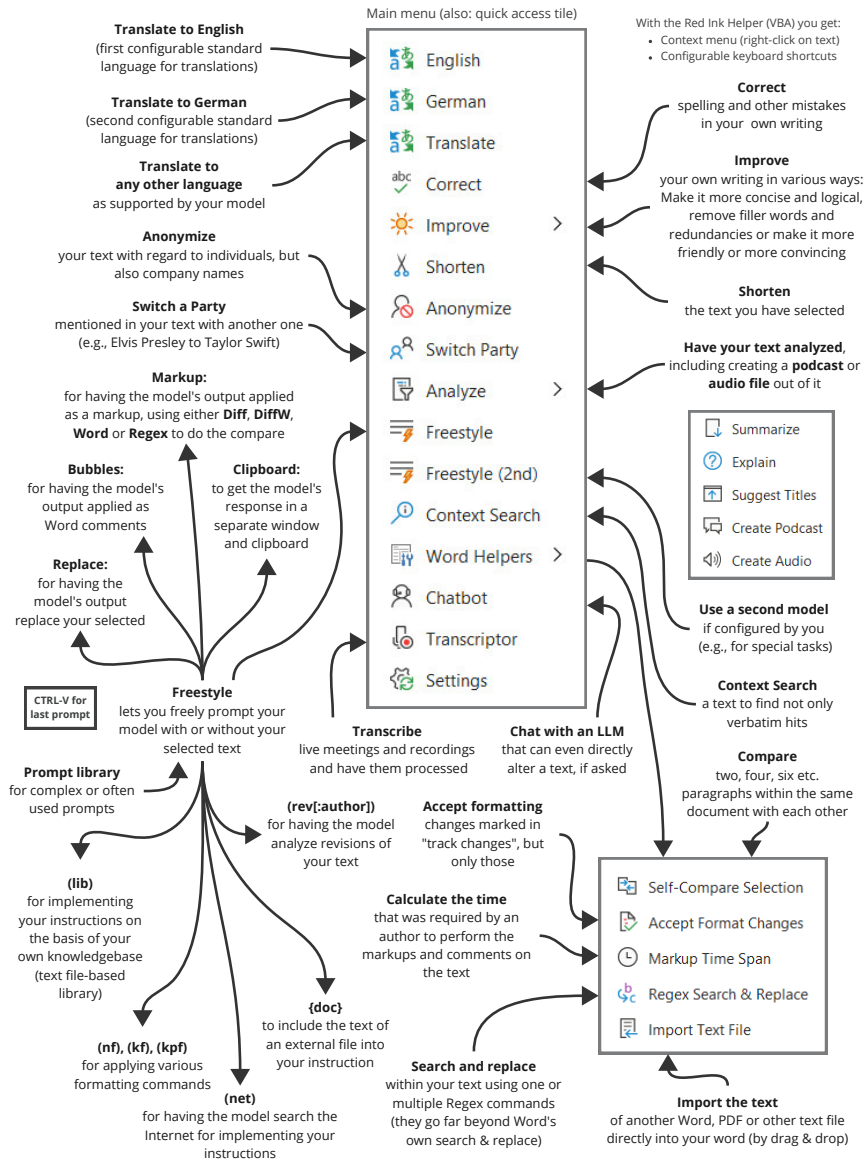 Main menu (also: quick access tile)
With the Red Ink Helper (VBA) you get:
• Context menu (right-click on text)
• Configurable keyboard shortcuts
Translate to English
(first configurable standard
language for translations)
Translate to German
(second configurable standard
language for translations)
Translate to
any other language
as supported by your model
Anonymize
your text with regard to individuals, but
also company names
Switch a Party
mentioned in your text with another one
(e.g., Elvis Presley to Taylor Swift)
Markup:
for having the model's output applied
as a markup, using either Diff, DiffW,
Word or Regex to do the compare
Bubbles:
for having the model's
output applied as
Word comments
Clipboard:
to get the model's
response in a
separate window
and clipboard
Replace:
for having the
model's output
replace your selected
CTRL-V for
last prompt
Freestyle
lets you freely prompt your
model with or without your
selected text
Prompt library
for complex or often
used prompts
(lib)
for implementing
your instructions on
the basis of your
own knowledgebase
(text file-based
library)
(nf), (kf), (kpf)
for applying various
formatting commands
(net)
for having the model search the
Internet for implementing your
instructions
(rev[:author])
for having the model
analyze revisions of
your text
{doc}
to include the text of
an external file into
your instruction
English
German
Translate
abc
Correct
Improve
Shorten
Anonymize
Switch Party
Analyze
Freestyle
Freestyle (2nd)
Context Search
Word Helpers
Chatbot
Transcriptor
Settings
Correct
spelling and other mistakes
in your own writing
Improve
your own writing in various ways:
Make it more concise and logical,
remove filler words and
redundancies or make it more
friendly or more convincing
Shorten
the text you have selected
Have your text analyzed,
including creating a podcast or
audio file out of it
Summarize
Explain
Suggest Titles
Create Podcast
Create Audio
Use a second model
if configured by you
(e.g., for special tasks)
Context Search
a text to find not only
verbatim hits
Compare
two, four, six etc.
paragraphs within the same
document with each other
Transcribe
live meetings and recordings
and have them processed
Chat with an LLM
that can even directly
alter a text, if asked
Accept formatting
changes marked in
"track changes", but
only those
Calculate the time
that was required by an
author to perform the
markups and comments on
the text
Search and replace
within your text using one or
multiple Regex commands
(they go far beyond Word's
own search & replace)
Self-Compare Selection
Accept Format Changes
Markup Time Span
Regex Search & Replace
Import Text File
Import the text
of another Word, PDF or other text file
directly into your word (by drag & drop)